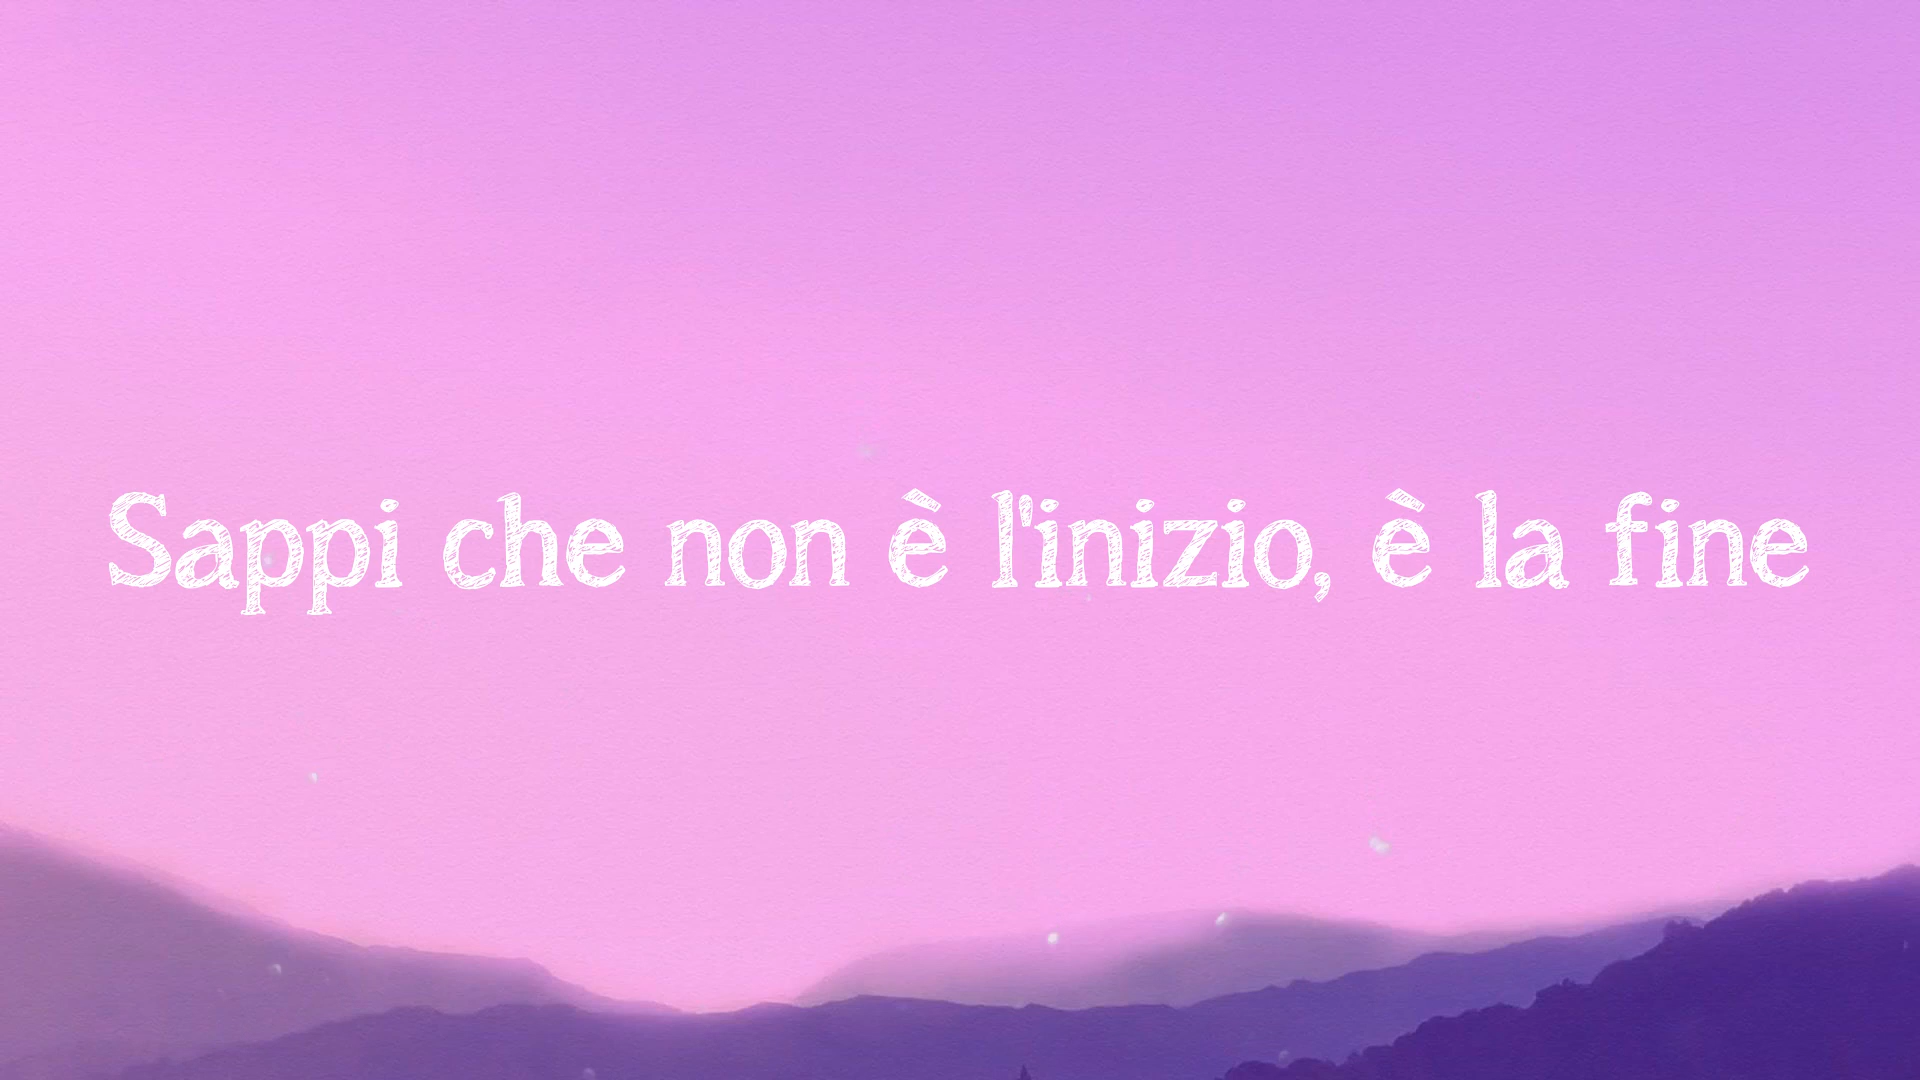 Sappi che non è l'inizio, è la fine